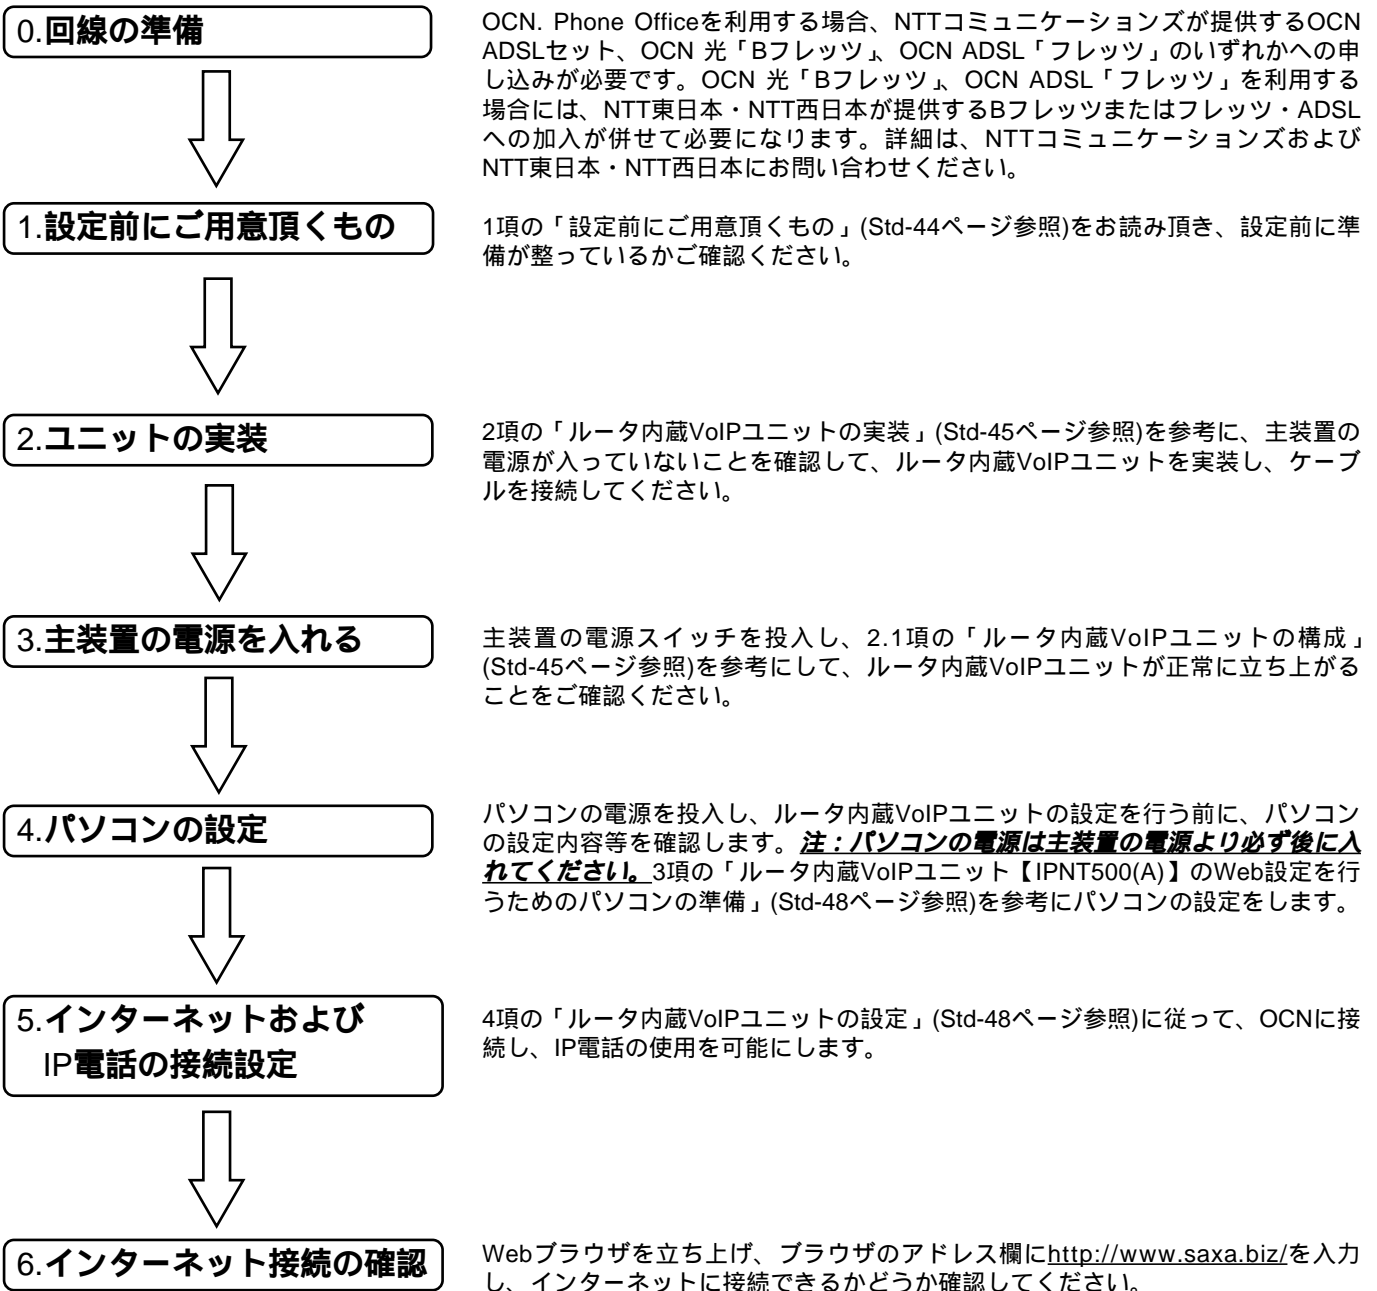 0.回線の準備
OCN. Phone Officeを利用する場合、NTTコミュニケーションズが提供するOCN
ADSLセット、OCN 光「Bフレッツ」、OCN ADSL「フレッツ」のいずれかへの申
し込みが必要です。OCN 光「Bフレッツ」、OCN ADSL「フレッツ」を利用する
場合には、NTT東日本・NTT西日本が提供するBフレッツまたはフレッツ・ADSL
への加入が併せて必要になります。詳細は、NTTコミュニケーションズおよび
NTT東日本・NTT西日本にお問い合わせください。
1.設定前にご用意頂くもの
1項の「設定前にご用意頂くもの」(Std-44ページ参照)をお読み頂き、設定前に準
備が整っているかご確認ください。
2.ユニットの実装
2項の「ルータ内蔵VoIPユニットの実装」(Std-45ページ参照)を参考に、主装置の
電源が入っていないことを確認して、ルータ内蔵VoIPユニットを実装し、ケーブ
ルを接続してください。
3.主装置の電源を入れる
主装置の電源スイッチを投入し、2.1項の「ルータ内蔵VoIPユニットの構成」
(Std-45ページ参照)を参考にして、ルータ内蔵VoIPユニットが正常に立ち上がる
ことをご確認ください。
4.パソコンの設定
パソコンの電源を投入し、ルータ内蔵VoIPユニットの設定を行う前に、パソコン
の設定内容等を確認します。注：パソコンの電源は主装置の電源より必ず後に入
れてください。3項の「ルータ内蔵VoIPユニット【IPNT500(A)】のWeb設定を行
うためのパソコンの準備」(Std-48ページ参照)を参考にパソコンの設定をします。
5.インターネットおよび
IP電話の接続設定
4項の「ルータ内蔵VoIPユニットの設定」(Std-48ページ参照)に従って、OCNに接
続し、IP電話の使用を可能にします。
6.インターネット接続の確認
Webブラウザを立ち上げ、ブラウザのアドレス欄にhttp://www.saxa.biz/を入力
し、インターネットに接続できるかどうか確認してください。